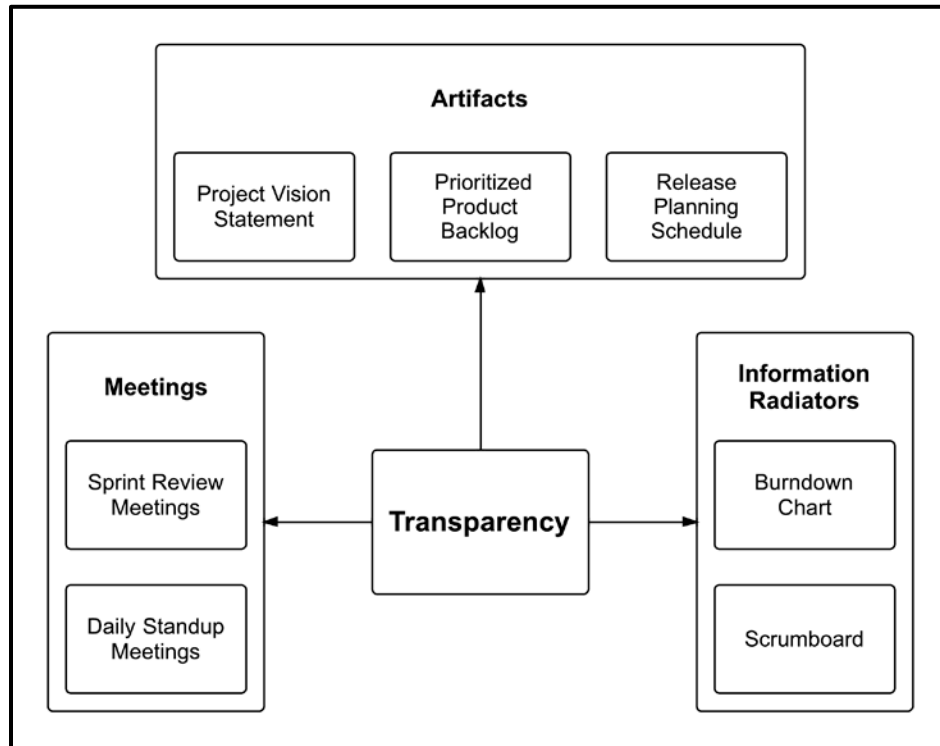 Artifacts
Project Vision
Statement
Prioritized
Product
Backlog
Release
Planning
Schedule
Meetings
Sprint Review
Meetings
Daily Standup
Meetings
Transparency
Information
Radiators
Burndown
Chart
Scrumboard